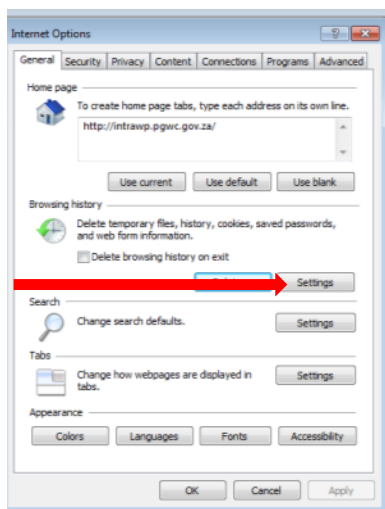 Internet Options
General Security Privacy Content Connections Programs Advanced
Home page
To create home page tabs, type each address on its own line.
http://intrawp.pgwc.gov.za/
Use current Use default Use blank
Browsing history
Delete temporary files, history, cookies, saved passwords,
and web form information.
Delete browsing history on exit
Settings
Search
Change search defaults.
Settings
Tabs
Change how webpages are displayed in
tabs.
Settings
Appearance
Colors Languages Fonts Accessibility
OK Cancel Apply